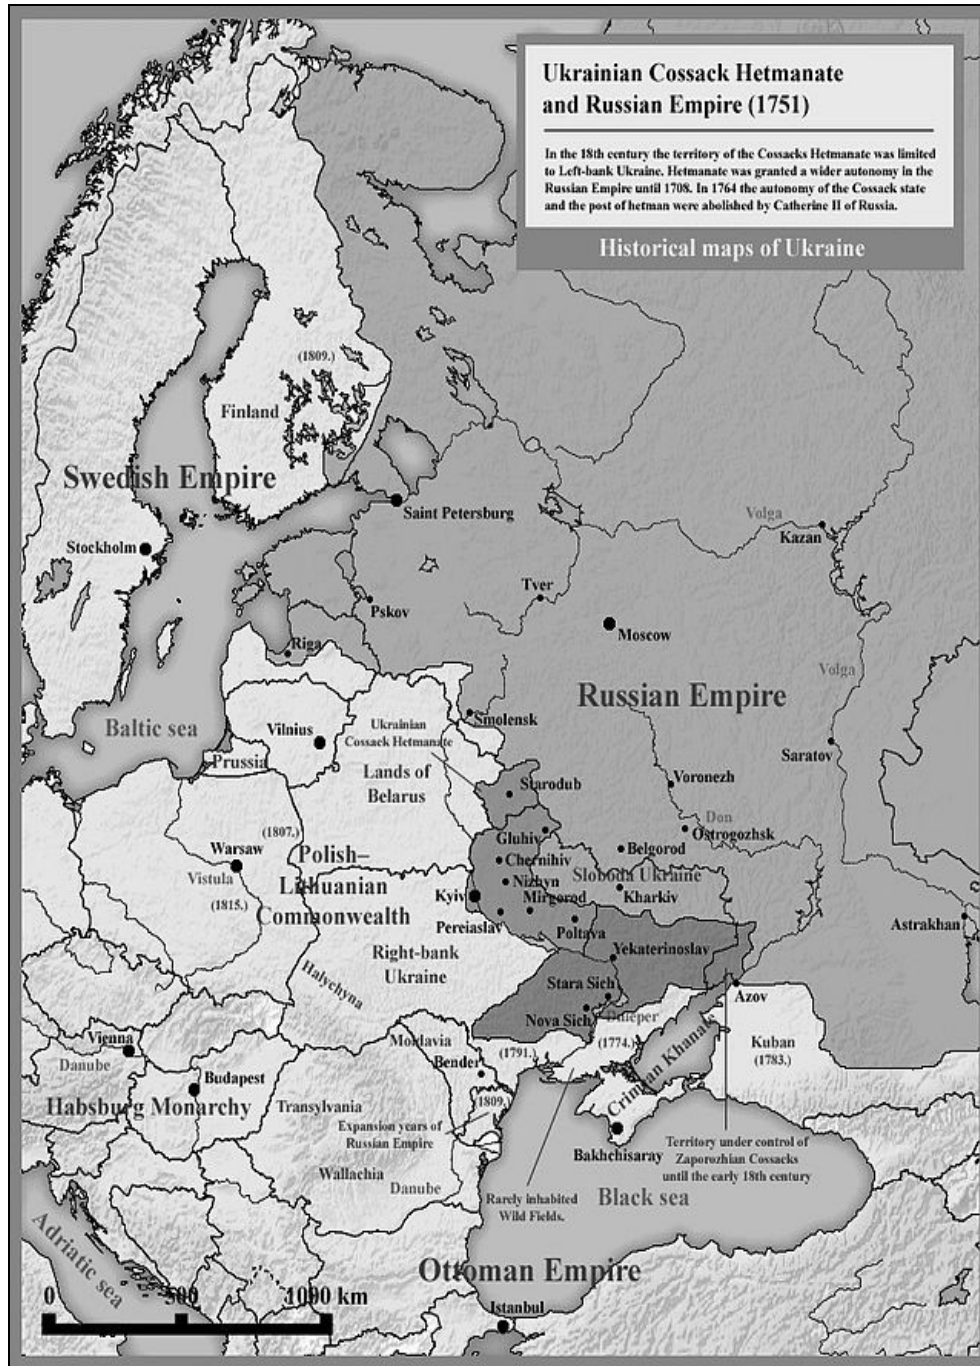 Ukrainian Cossack Hetmanate
and Russian Empire (1751)
In the 18th century the territory of the Cossacks Hetmanate was limited
to Left-bank Ukraine. Hetmanate was granted a wider autonomy in the
Russian Empire until 1708. In 1764 the autonomy of the Cossack state
and the post of hetman were abolished by Catherine II of Russia.
Historical maps of Ukraine
(1809.)
Finland
Swedish Empire
Saint Petersburg
Volga
Kazan
Stockholm
Tver
Pskov
Moscow
Riga
Volga
Russian Empire
Smolensk
Baltic sea
Vilnius
Ukrainian
Cossack Hetmanate
Prussia
Lands of
Belarus
Saratov
Voronezh
Starodub
Don
Ostrogozhsk
(1807.)
Gluhiv
Warsaw
Polish–
Lithuanian
Commonwealth
Chernihiv
Belgorod
Vistula
Nizhyn
Sloboda Ukraine
(1815.)
Kyiv
Mirgorod
Kharkiv
Pereiaslav
Poltava
Astrakhan
Right-bank
Ukraine
Yekaterinoslav
Halychyna
Stara Sich
Azov
Nova Sich
Dnieper
Vienna
Moldavia
(1791.)
(1774.)
Kuban
(1783.)
Danube
Bender
Crimean Khanate
Budapest
Habsburg Monarchy
Transylvania
(1809.)
Expansion years of
Russian Empire
Bakhchisaray
Territory under control of
Zaporozhian Cossacks
until the early 18th century
Wallachia
Danube
Rarely inhabited
Wild Fields.
Black sea
Adriatic sea
Ottoman Empire
0 500 1000 km
Istanbul